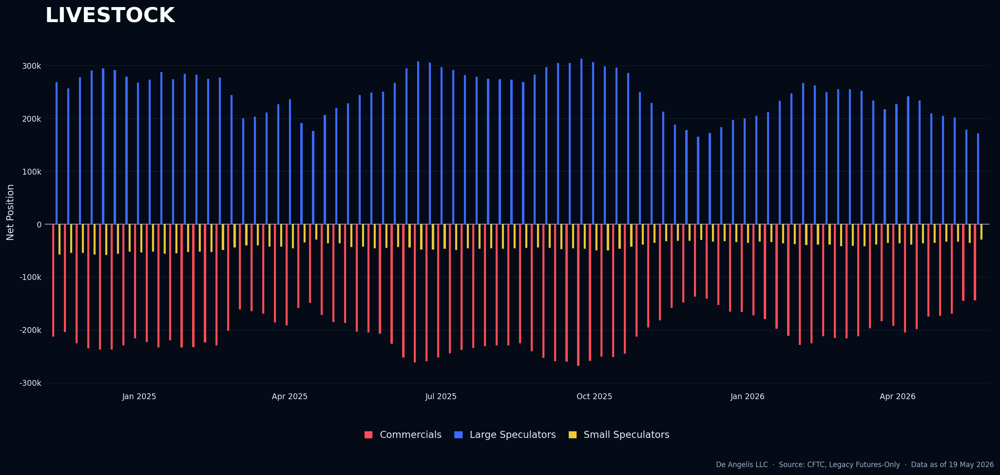 LIVESTOCK
Net Position
300k
200k
100k
0
-100k
-200k
-300k
Jan 2025
Apr 2025
Jul 2025
Oct 2025
Jan 2026
Apr 2026
Commercials
Large Speculators
Small Speculators
De Angelis LLC · Source: CFTC, Legacy Futures-Only · Data as of 19 May 2026